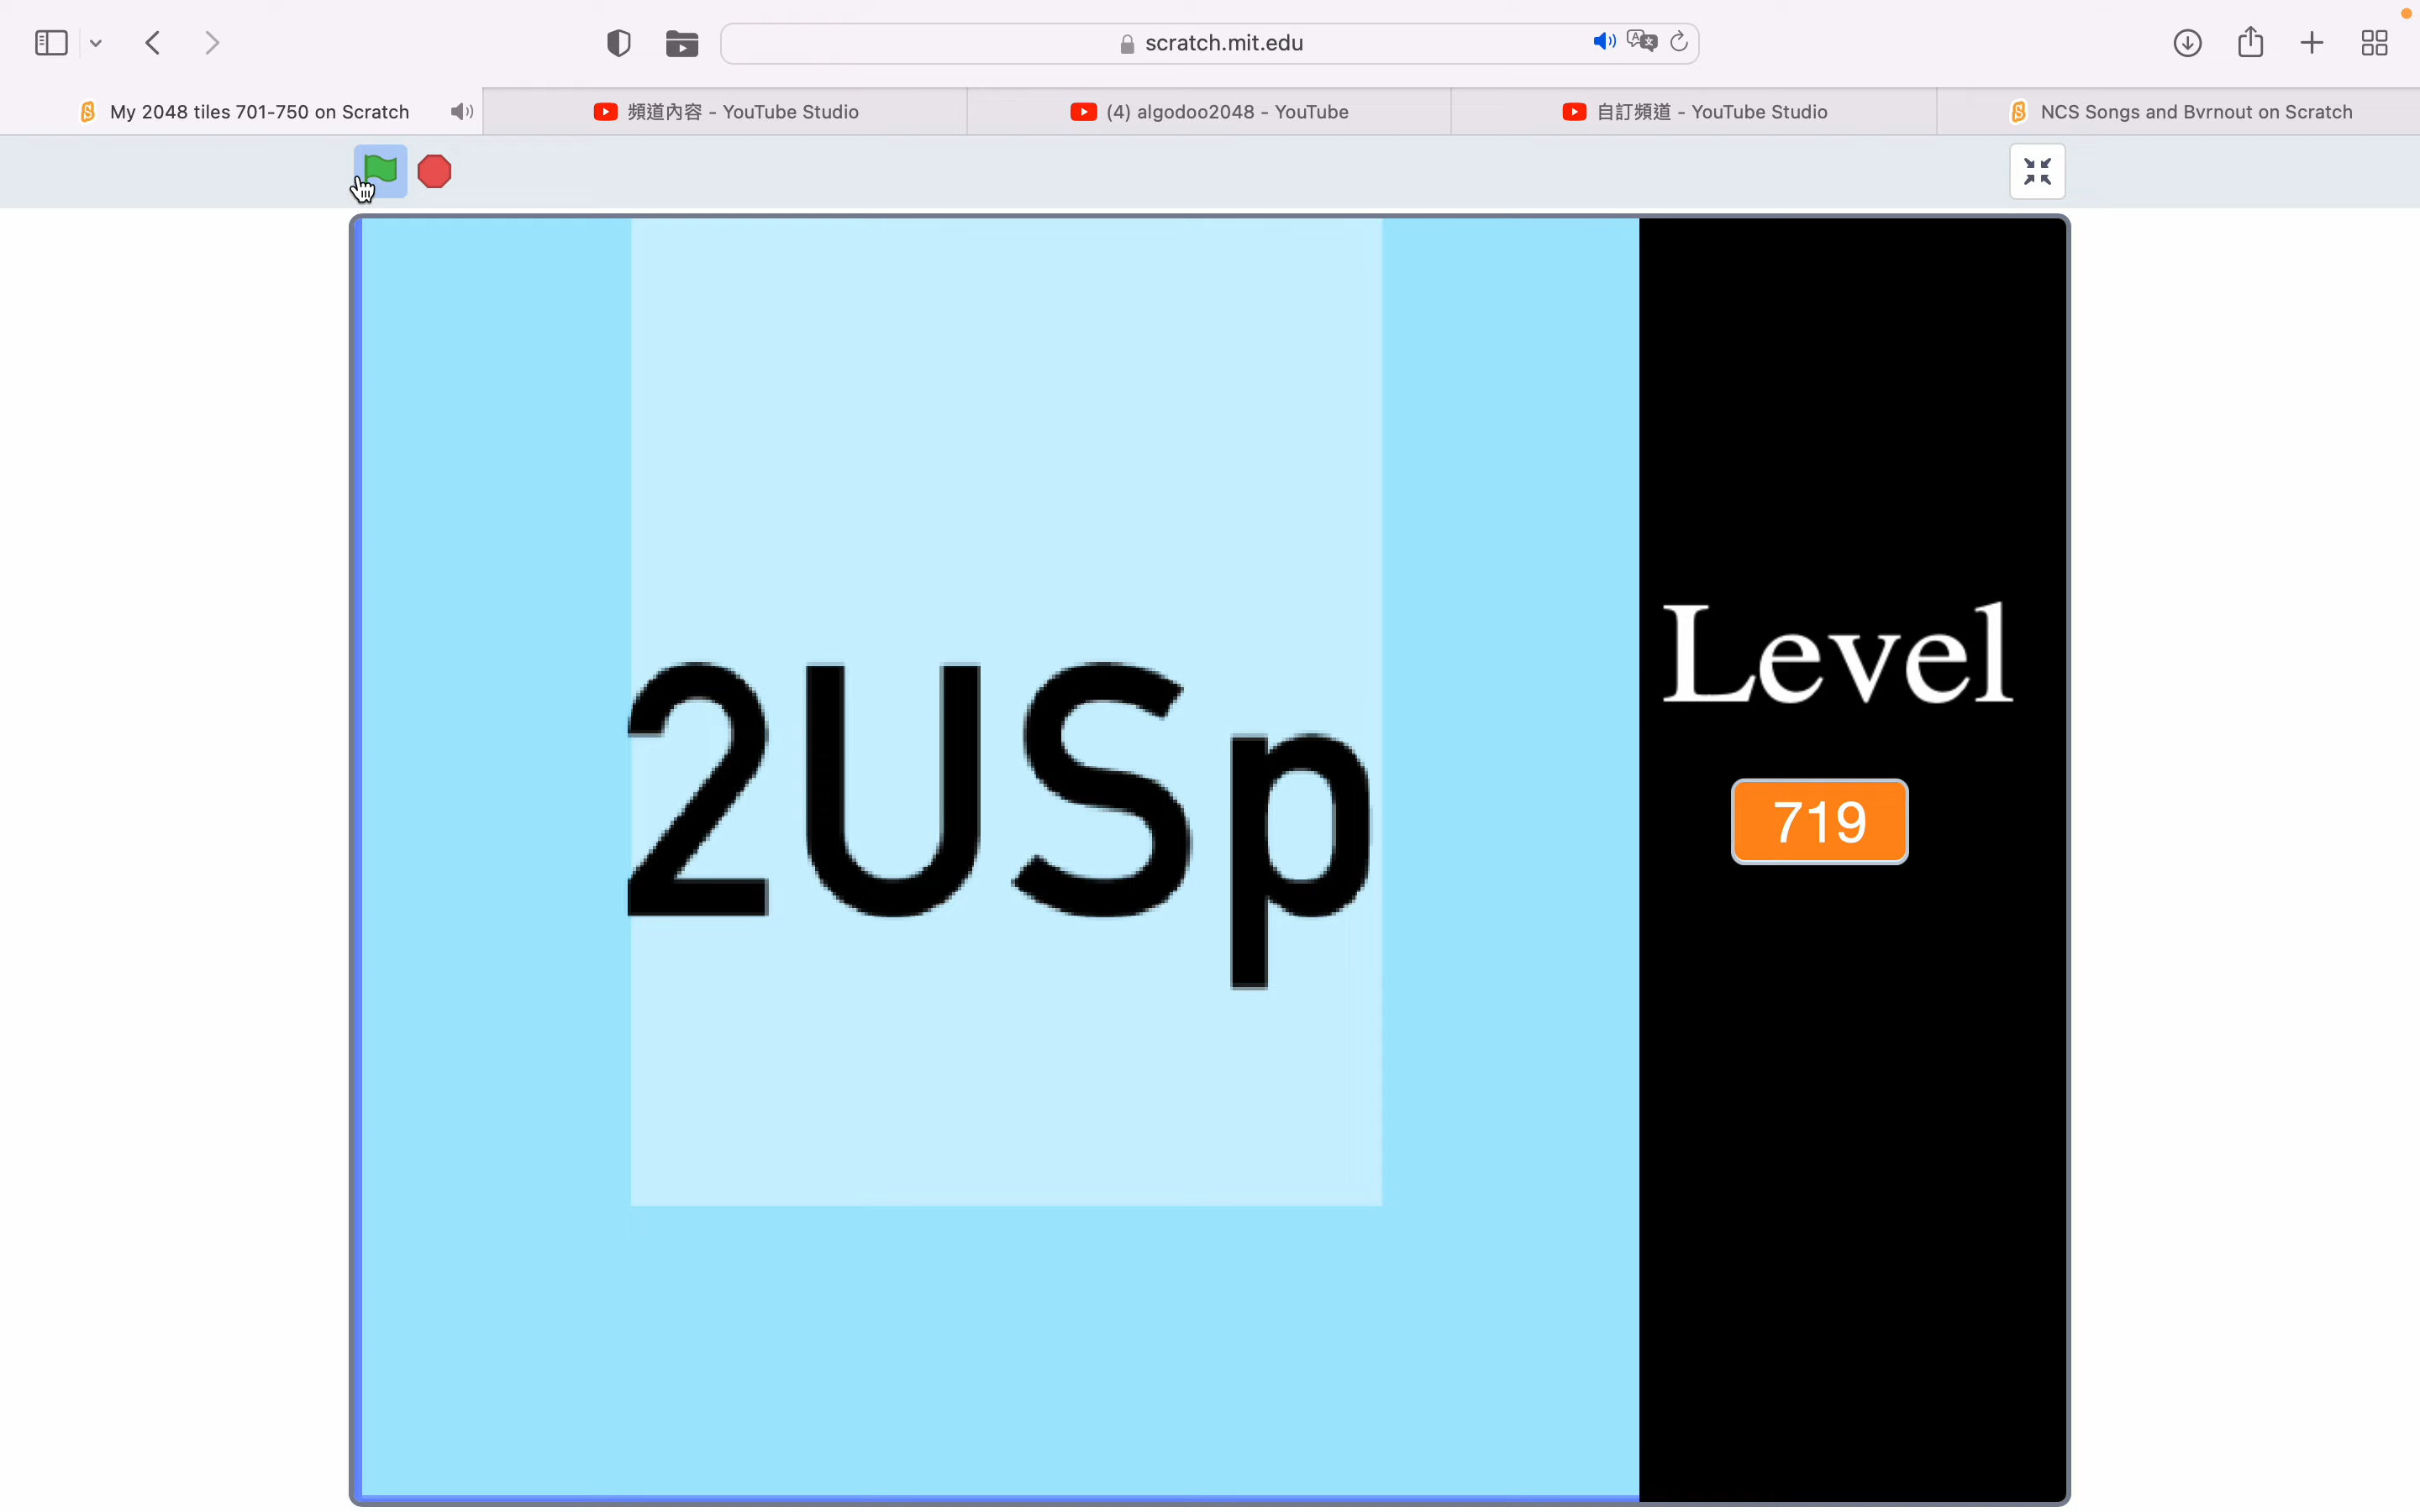 scratch.mit.edu
My 2048 tiles 701-750 on Scratch
頻道內容 - YouTube Studio
(4) algodoo2048 - YouTube
自訂頻道 - YouTube Studio
NCS Songs and Bvrnout on Scratch
2USp
Level
719